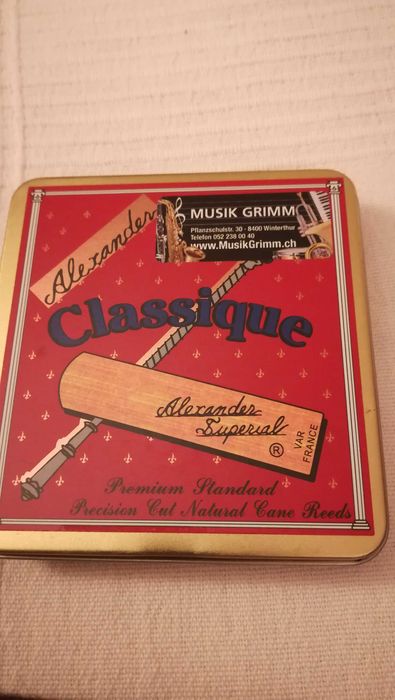 Alexander
MUSIK GRIMM
Pflanzschulstr. 30 - 8400 Winterthur
Telefon 052 238 00 40
www.MusikGrimm.ch
Classique
Alexander
Superial
®
VAR
FRANCE
Premium Standard
Precision Cut Natural Cane Reeds